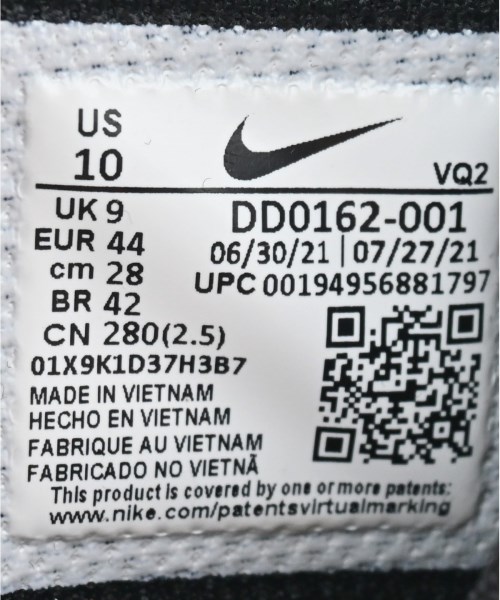 US
10
VQ2
UK 9
EUR 44
cm 28
BR 42
CN 280(2.5)
DD0162-001
06/30/21 | 07/27/21
UPC 00194956881797
01X9K1D37H3B7
MADE IN VIETNAM
HECHO EN VIETNAM
FABRIQUE AU VIETNAM
FABRICADO NO VIETNÃ
This product is covered by one or more patents:
www.nike.com/patentsvirtualmarking